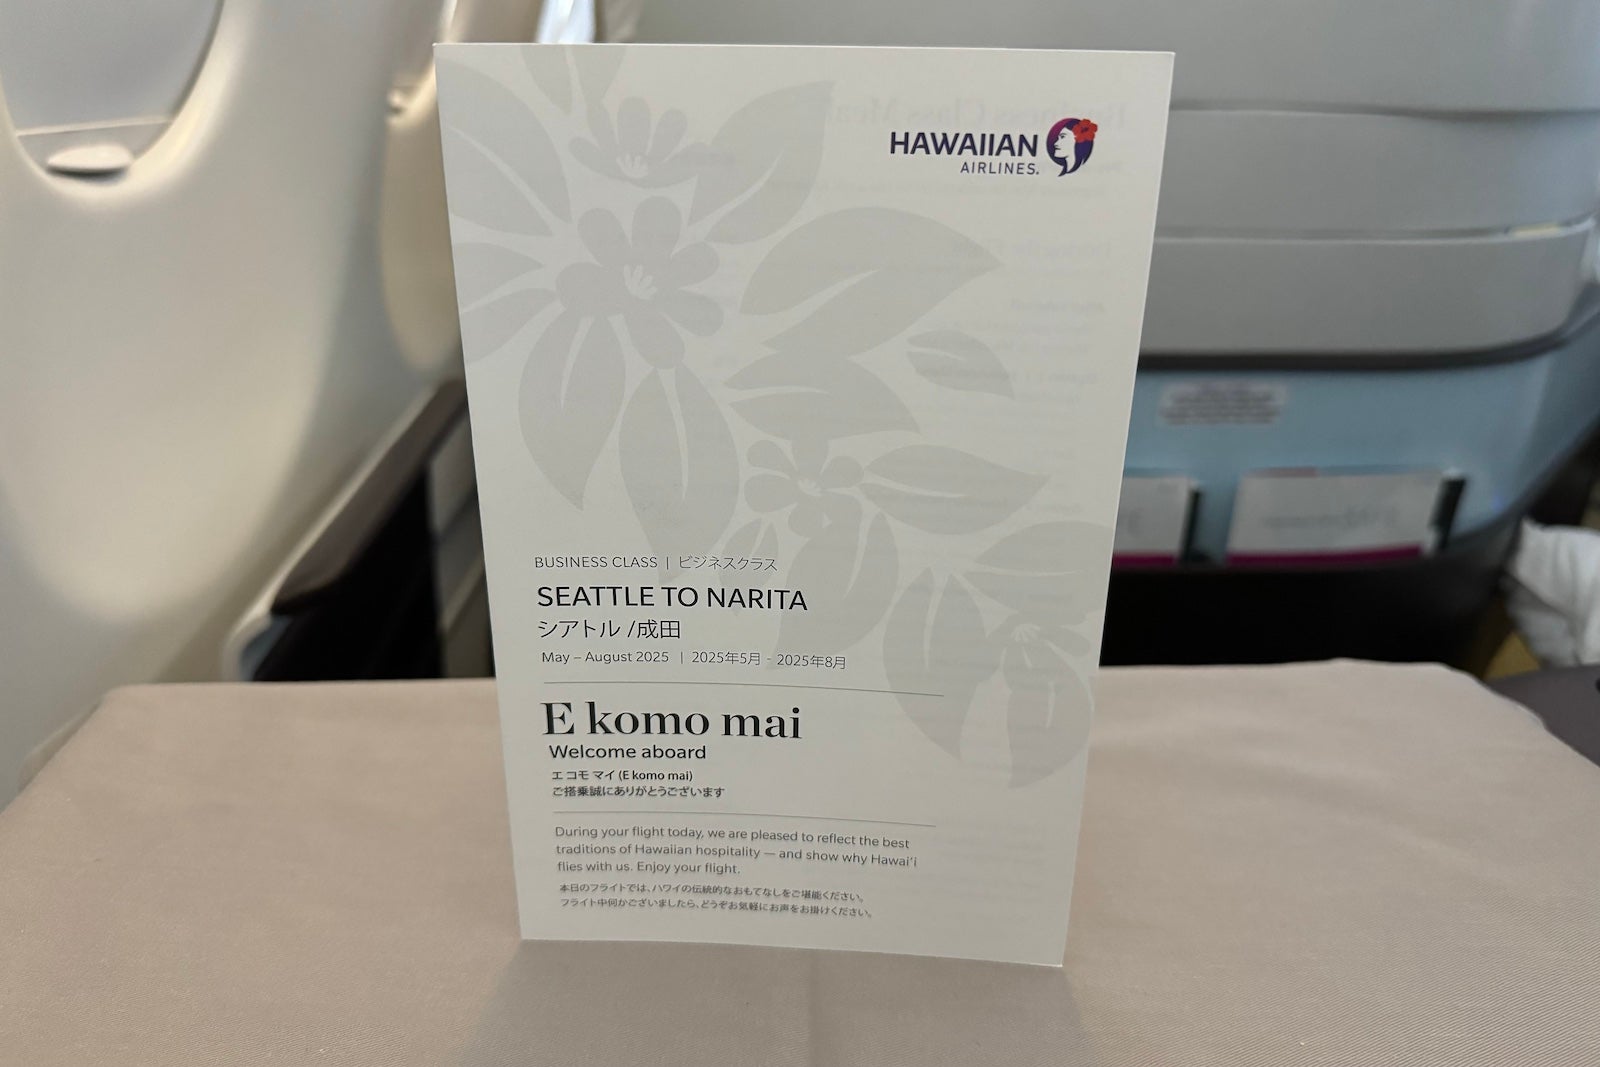 HAWAIIAN
AIRLINES.
BUSINESS CLASS | ビジネスクラス
SEATTLE TO NARITA
シアトル /成田
May – August 2025 | 2025年5月 - 2025年8月
E komo mai
Welcome aboard
エ コモ マイ (E komo mai)
ご搭乗誠にありがとうございます
During your flight today, we are pleased to reflect the best
traditions of Hawaiian hospitality — and show why Hawaiʻi
flies with us. Enjoy your flight.
本日のフライトでは、ハワイの伝統的なおもてなしをご堪能ください。
フライト中何かございましたら、どうぞお気軽にお声をお掛けください。